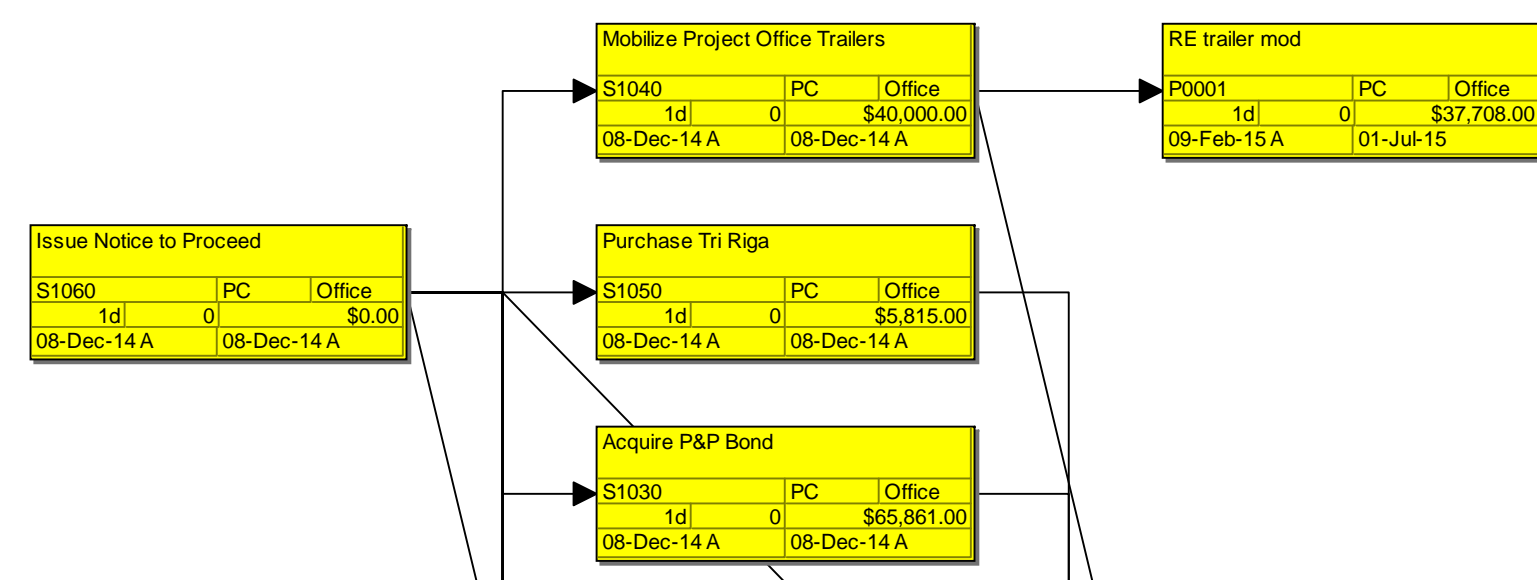 Mobilize Project Office Trailers
S1040 PC Office
1d 0 $40,000.00
08-Dec-14 A 08-Dec-14 A
RE trailer mod
P0001 PC Office
1d 0 $37,708.00
09-Feb-15 A 01-Jul-15
Issue Notice to Proceed
S1060 PC Office
1d 0 $0.00
08-Dec-14 A 08-Dec-14 A
Purchase Tri Riga
S1050 PC Office
1d 0 $5,815.00
08-Dec-14 A 08-Dec-14 A
Acquire P&P Bond
S1030 PC Office
1d 0 $65,861.00
08-Dec-14 A 08-Dec-14 A